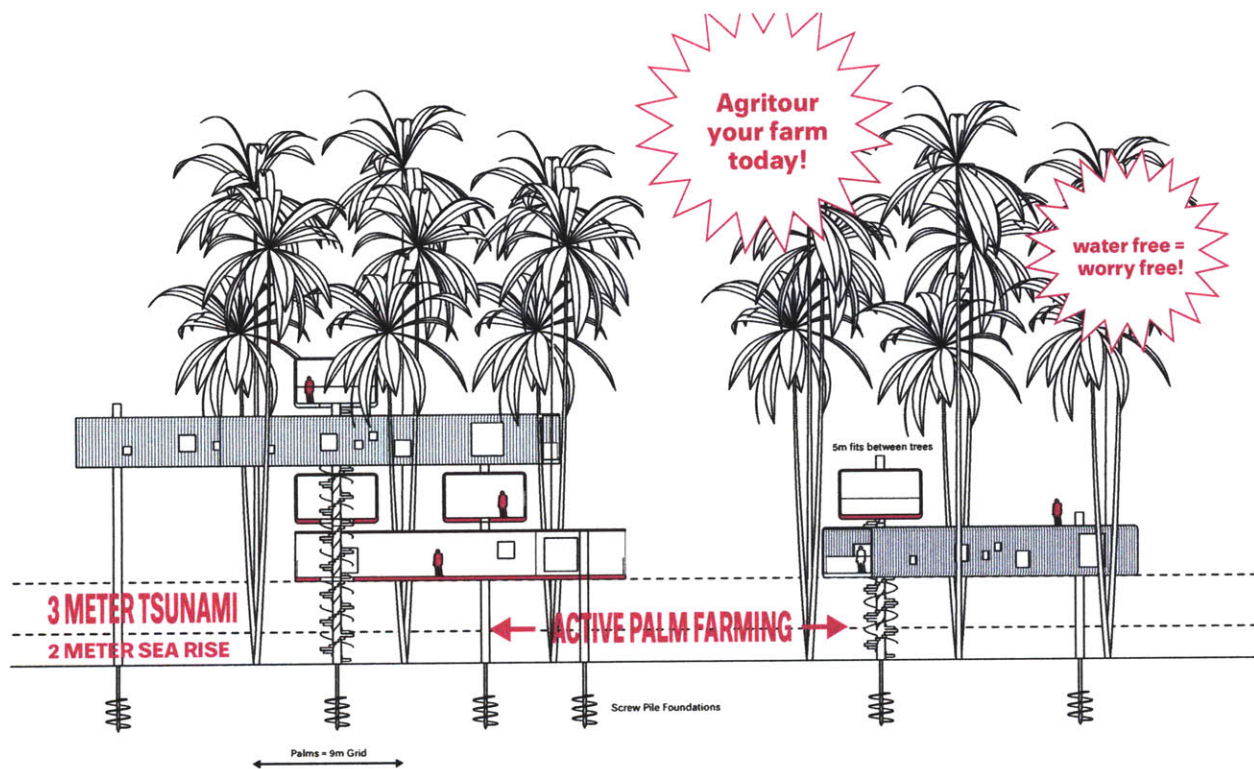 Agritour
your farm
today!
water free =
worry free!
5m fits between trees
3 METER TSUNAMI
ACTIVE PALM FARMING
2 METER SEA RISE
Screw Pile Foundations
Palms = 9m Grid